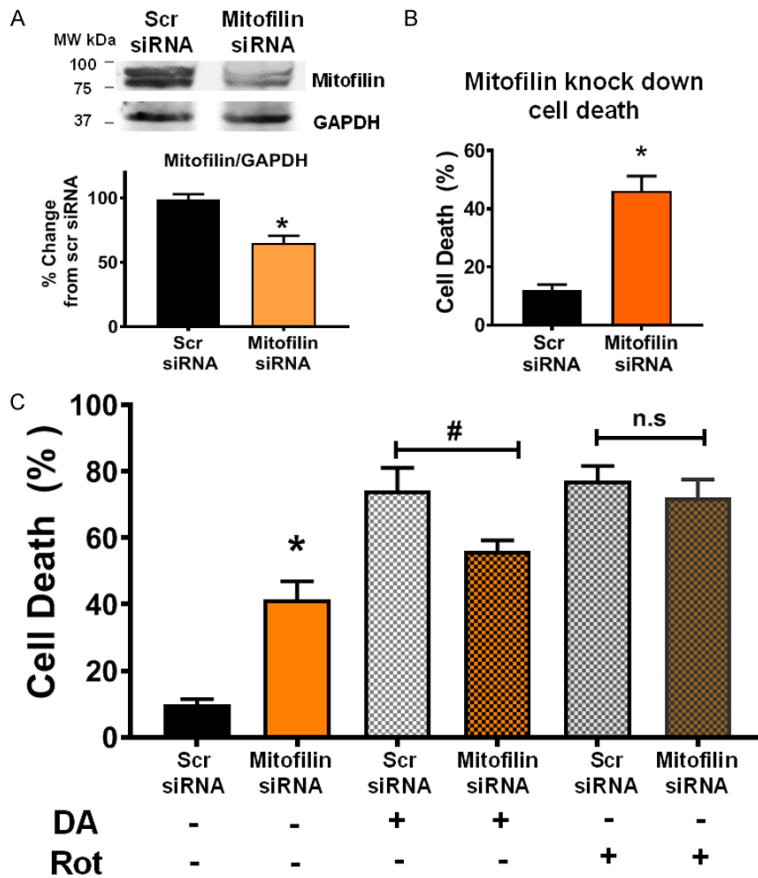 A
Scr
siRNA
Mitofilin
siRNA
MW kDa
100
75
37
Mitofilin
GAPDH
Mitofilin/GAPDH
% Change
from scr siRNA
100
50
0
Scr
siRNA
Mitofilin
siRNA
B
Mitofilin knock down
cell death
Cell Death (%)
60
40
20
0
*
*
Scr
siRNA
Mitofilin
siRNA
C
Cell Death (%)
100
80
60
40
20
0
*
#
n.s
Scr
siRNA
Mitofilin
siRNA
Scr
siRNA
Mitofilin
siRNA
Scr
siRNA
Mitofilin
siRNA
DA - - + + - -
Rot - - - - + +